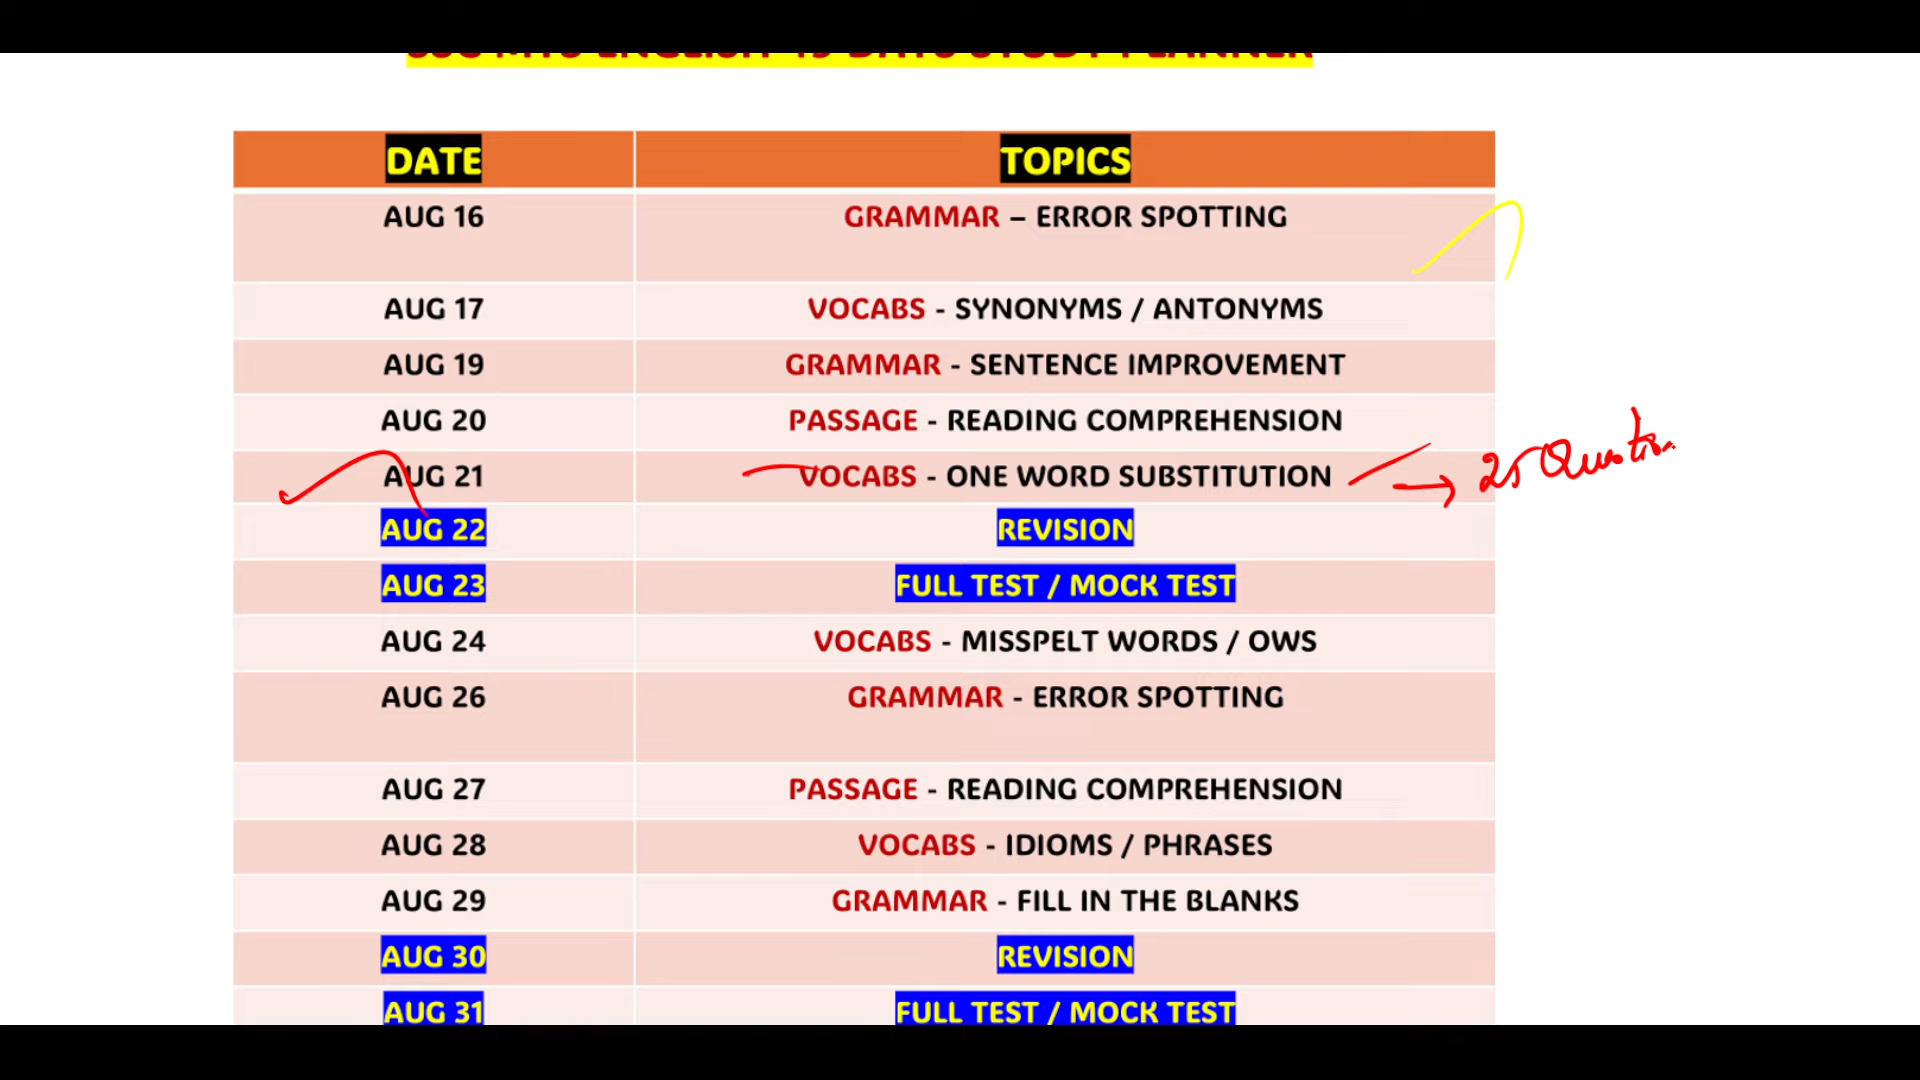 DATE TOPICS
AUG 16 GRAMMAR – ERROR SPOTTING
AUG 17 VOCABS - SYNONYMS / ANTONYMS
AUG 19 GRAMMAR - SENTENCE IMPROVEMENT
AUG 20 PASSAGE - READING COMPREHENSION
AUG 21 VOCABS - ONE WORD SUBSTITUTION → 25
AUG 22 REVISION
AUG 23 FULL TEST / MOCK TEST
AUG 24 VOCABS - MISSPELT WORDS / OWS
AUG 26 GRAMMAR - ERROR SPOTTING
AUG 27 PASSAGE - READING COMPREHENSION
AUG 28 VOCABS - IDIOMS / PHRASES
AUG 29 GRAMMAR - FILL IN THE BLANKS
AUG 30 REVISION
AUG 31 FULL TEST / MOCK TEST